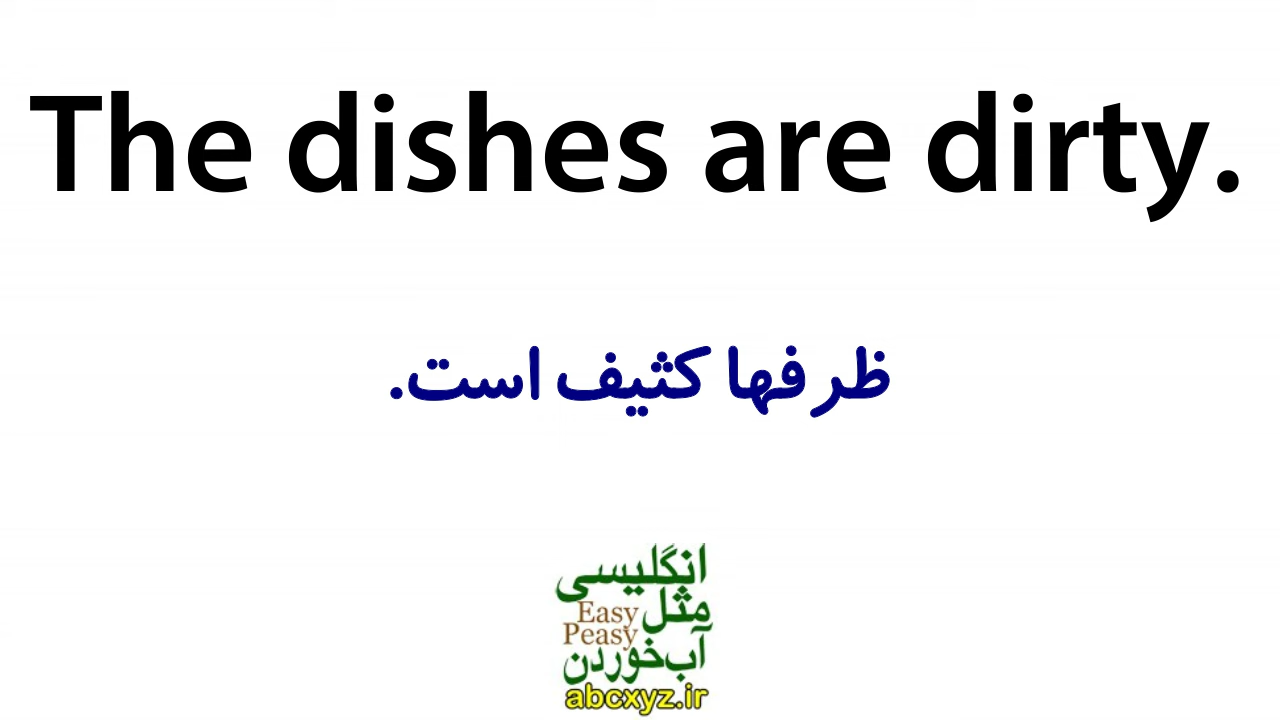 The dishes are dirty.
ظرفها کثیف است.
انگلیسی
مثل Easy
Peasy
آب‌خوردن
abcxyz.ir